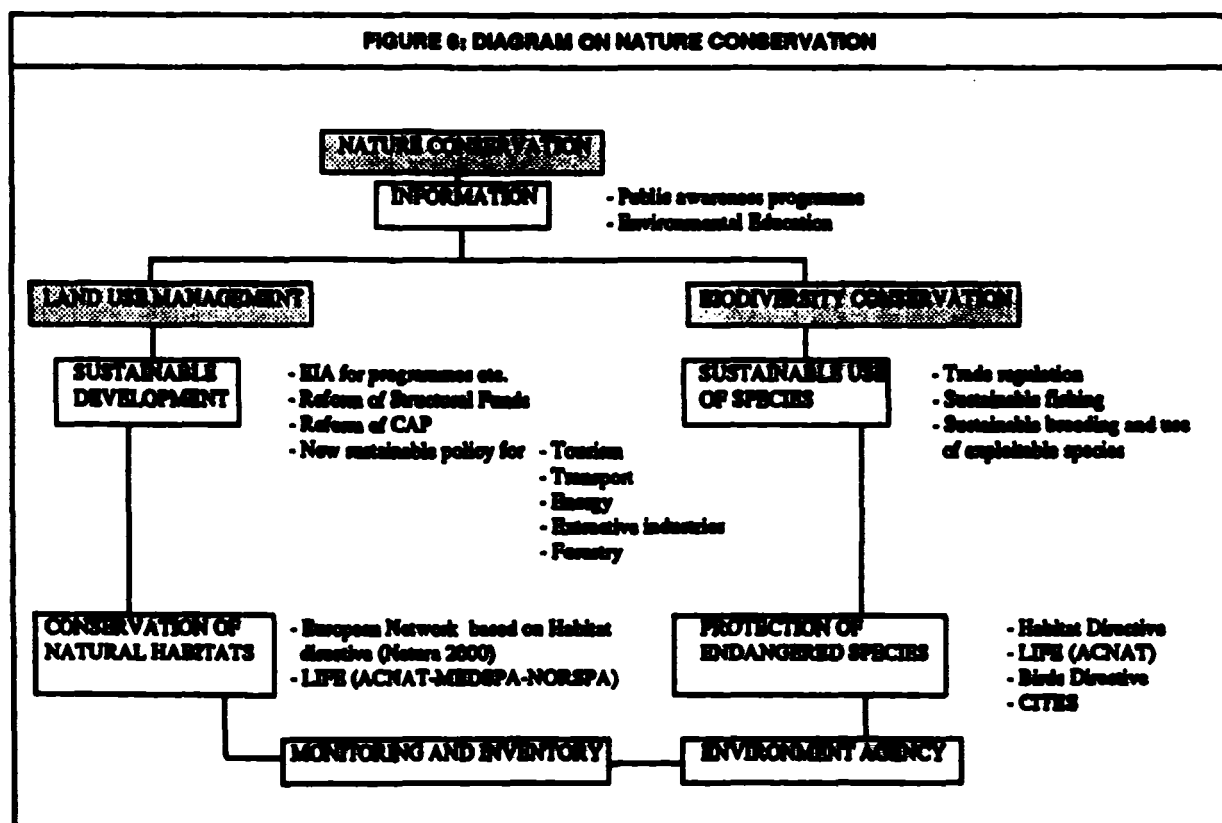 FIGURE 6: DIAGRAM ON NATURE CONSERVATION
NATURE CONSERVATION
INFORMATION
- Public awareness programme
- Environmental Education
LAND USE MANAGEMENT
BIODIVERSITY CONSERVATION
SUSTAINABLE
DEVELOPMENT
- EIA for programmes etc.
- Reform of Structural Funds
- Reform of CAP
- New sustainable policy for - Tourism
- Transport
- Energy
- Extractive industries
- Forestry
SUSTAINABLE USE
OF SPECIES
- Trade regulation
- Sustainable fishing
- Sustainable breeding and use
of exploitable species
CONSERVATION OF
NATURAL HABITATS
- European Network based on Habitat
directive (Natura 2000)
- LIFE (ACNAT-MEDSPA-NORSPA)
PROTECTION OF
ENDANGERED SPECIES
- Habitat Directive
- LIFE (ACNAT)
- Birds Directive
- CITES
MONITORING AND INVENTORY
ENVIRONMENT AGENCY